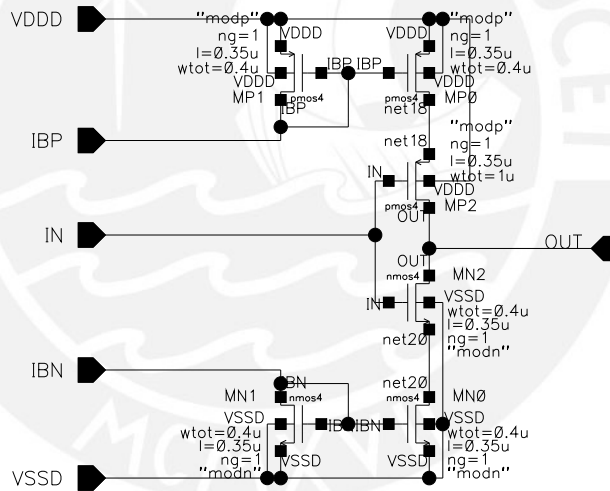 VDDD
"modp"
ng=1
l=0.35u
wtot=0.4u
VDDD
VDDD
MP1
pmos4
IBP
IBP
IBP
"modp"
ng=1
l=0.35u
wtot=0.4u
VDDD
VDDD
MP0
pmos4
net18
IBP
net18
"modp"
ng=1
l=0.35u
wtot=1u
IN
VDDD
pmos4
MP2
OUT
IN
OUT
OUT
nmos4
MN2
IN
VSSD
wtot=0.4u
l=0.35u
ng=1
"modn"
net20
IBN
net20
MN1
nmos4
nmos4
MN0
VSSD
wtot=0.4u
l=0.35u
ng=1
"modn"
VSSD
IBN
VSSD
wtot=0.4u
l=0.35u
ng=1
"modn"
VSSD
VSSD